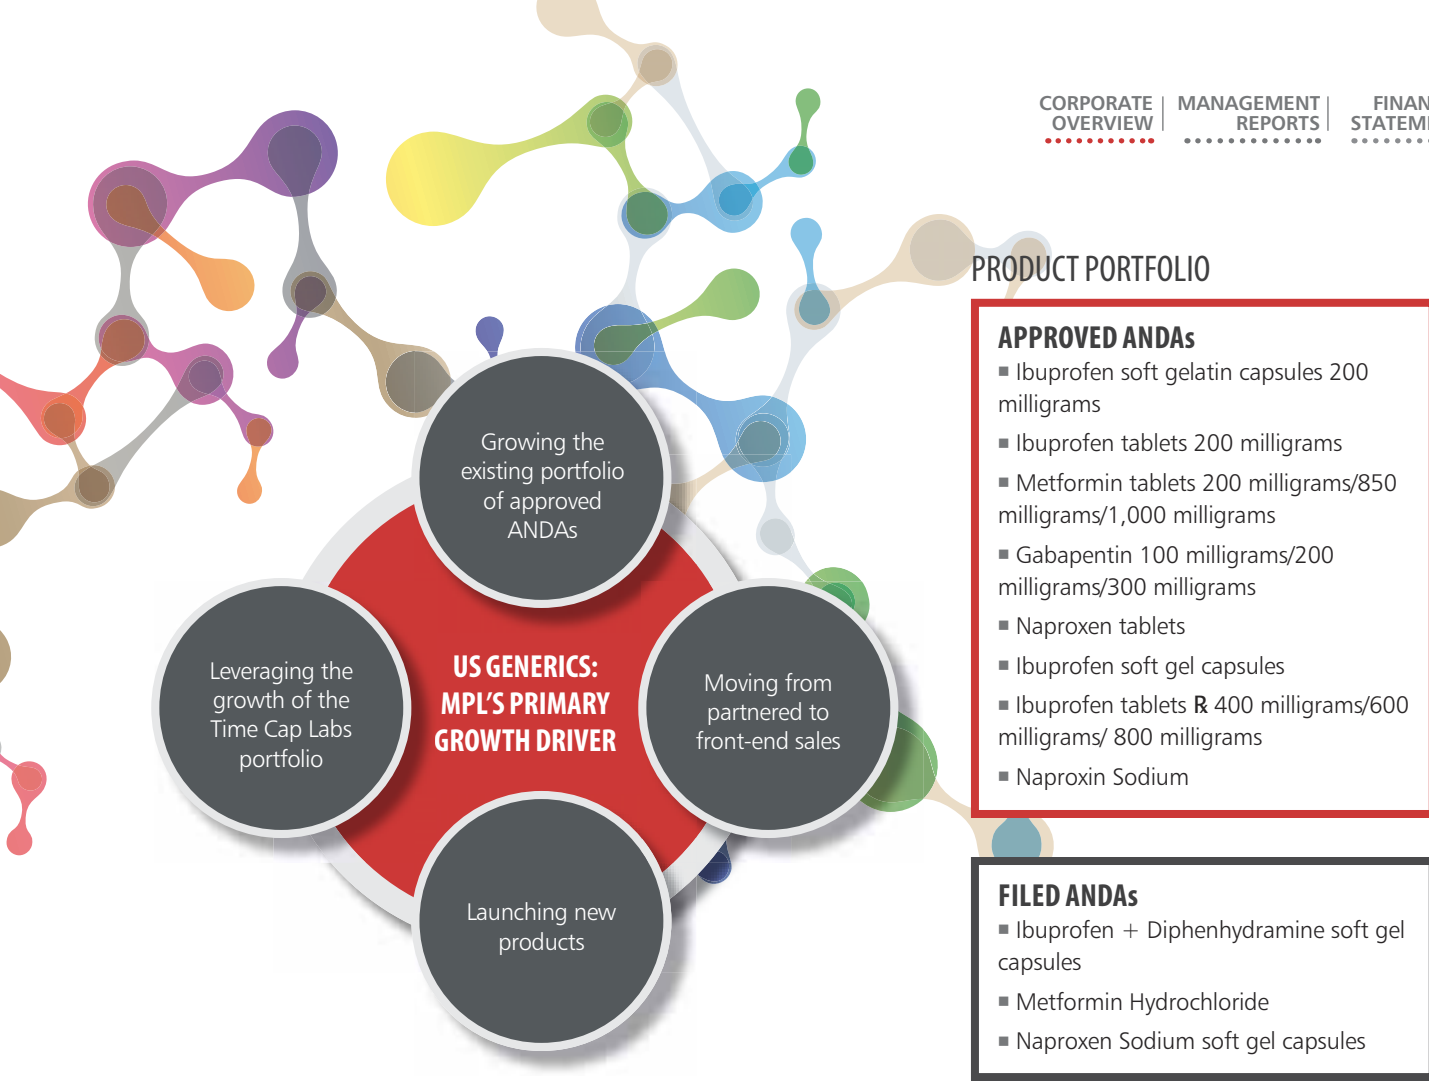 CORPORATE OVERVIEW
MANAGEMENT REPORTS
PRODUCT PORTFOLIO
APPROVED ANDAs
▪ Ibuprofen soft gelatin capsules 200
milligrams
▪ Ibuprofen tablets 200 milligrams
▪ Metformin tablets 200 milligrams/850
milligrams/1,000 milligrams
▪ Gabapentin 100 milligrams/200
milligrams/300 milligrams
▪ Naproxen tablets
▪ Ibuprofen soft gel capsules
▪ Ibuprofen tablets ℞ 400 milligrams/600
milligrams/ 800 milligrams
▪ Naproxin Sodium
FILED ANDAs
▪ Ibuprofen + Diphenhydramine soft gel
capsules
▪ Metformin Hydrochloride
▪ Naproxen Sodium soft gel capsules
Growing the
existing portfolio
of approved
ANDAs
Leveraging the
growth of the
Time Cap Labs
portfolio
US GENERICS:
MPL'S PRIMARY
GROWTH DRIVER
Moving from
partnered to
front-end sales
Launching new
products